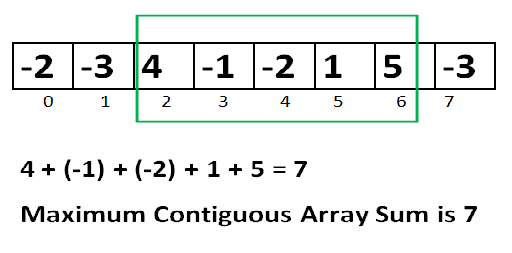 -2 -3 4 -1 -2 1 5 -3
0 1 2 3 4 5 6 7
4 + (-1) + (-2) + 1 + 5 = 7
Maximum Contiguous Array Sum is 7